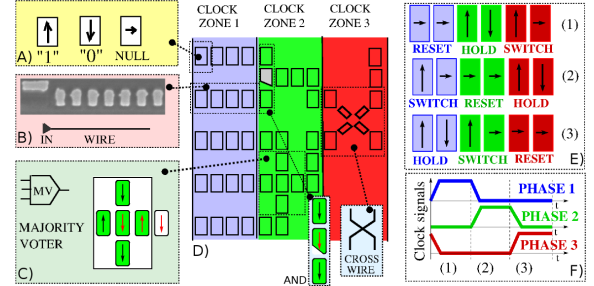 CLOCK ZONE 1
CLOCK ZONE 2
CLOCK ZONE 3
"1" "0" NULL
A)
B)
IN WIRE
MV
MAJORITY
VOTER
C)
D)
AND
CROSS
WIRE
(1)
RESET HOLD SWITCH
(2)
SWITCH RESET HOLD
(3)
HOLD SWITCH RESET
E)
Clock signals
PHASE 1
t
PHASE 2
t
PHASE 3
t
(1) (2) (3)
F)